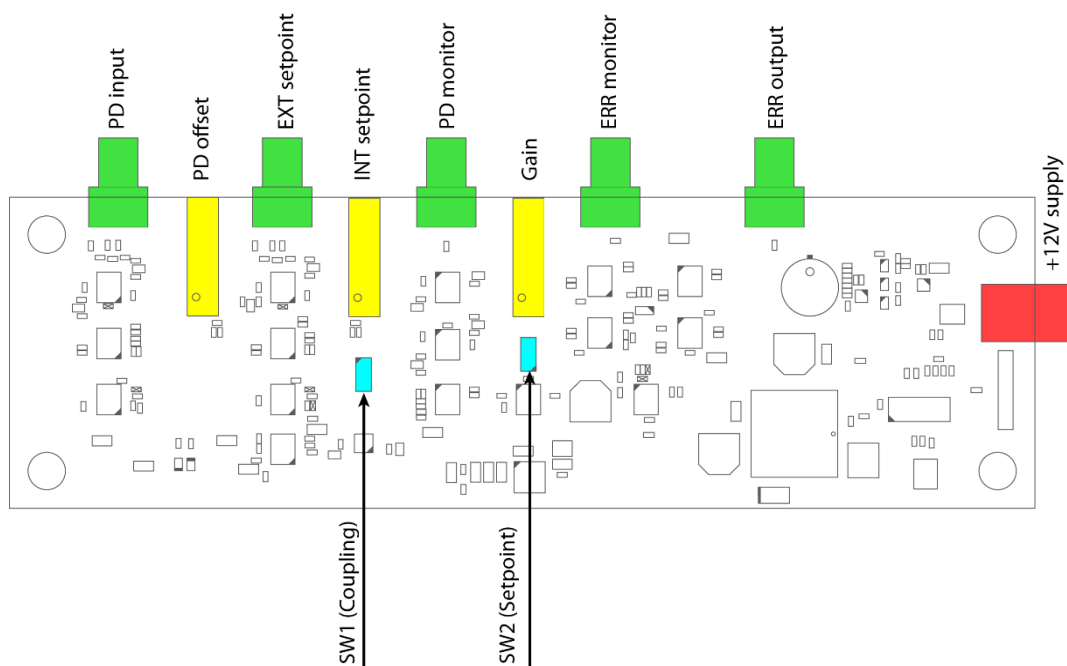 PD input
PD offset
EXT setpoint
INT setpoint
PD monitor
Gain
ERR monitor
ERR output
+12V supply
SW1 (Coupling)
SW2 (Setpoint)